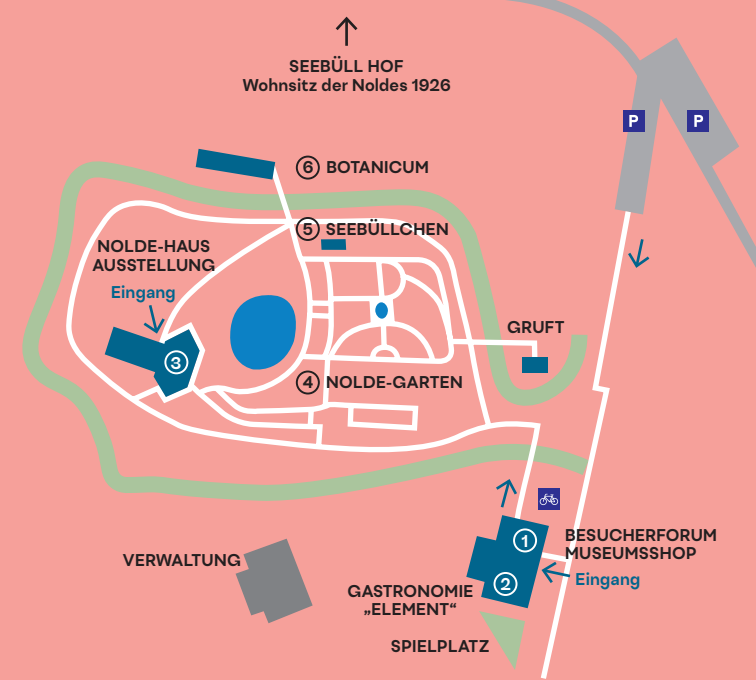 SEEBÜLL HOF
Wohnsitz der Noldes 1926
P
P
6 BOTANICUM
5 SEEBÜLLCHEN
NOLDE-HAUS
AUSSTELLUNG
Eingang
3
GRUFT
4 NOLDE-GARTEN
1
2
BESUCHERFORUM
MUSEUMSSHOP
Eingang
VERWALTUNG
GASTRONOMIE
„ELEMENT“
SPIELPLATZ